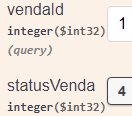 vendaId
integer($int32) 1
(query)
statusVenda
integer($int32) 4